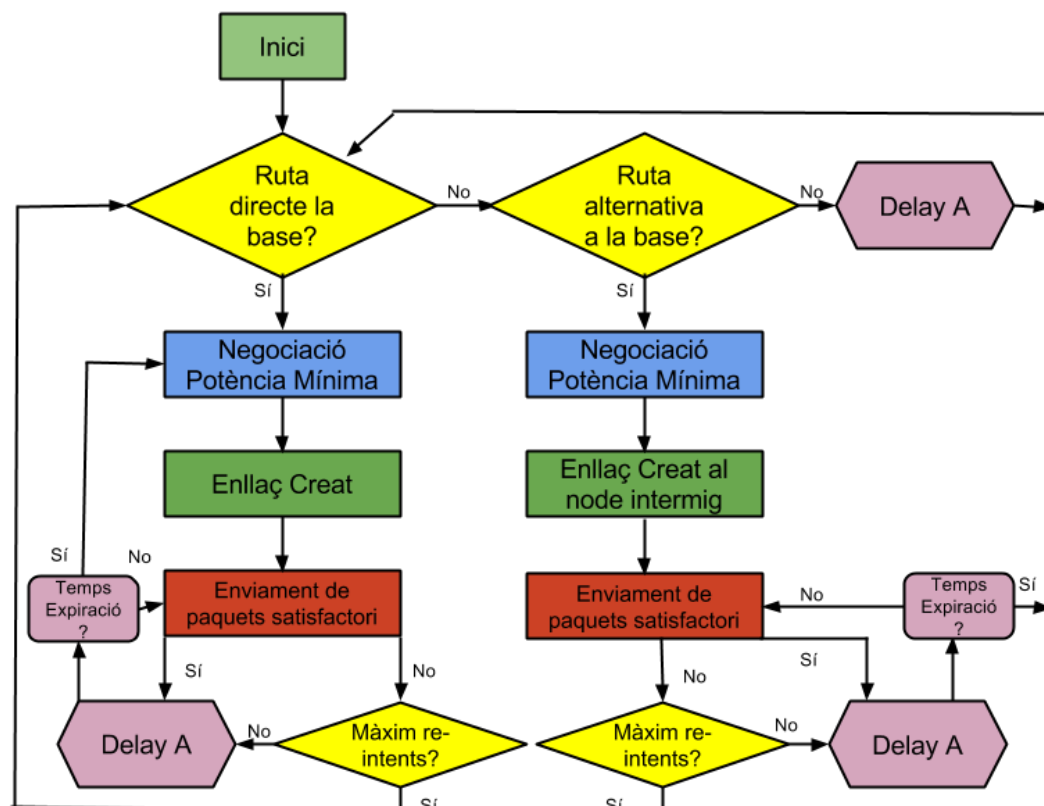 Inici
Ruta
directe la
base?
No
Ruta
alternativa
a la base?
No
Delay A
Sí
Sí
Negociació
Potència Mínima
Negociació
Potència Mínima
Enllaç Creat
Enllaç Creat al
node intermig
Sí
No
Temps
Expiració
?
Enviament de
paquets satisfactori
Enviament de
paquets satisfactori
No
Temps
Expiració
?
Sí
Sí
No
No
Sí
Delay A
No
Màxim re-
intents?
Màxim re-
intents?
No
Delay A
Sí
Sí